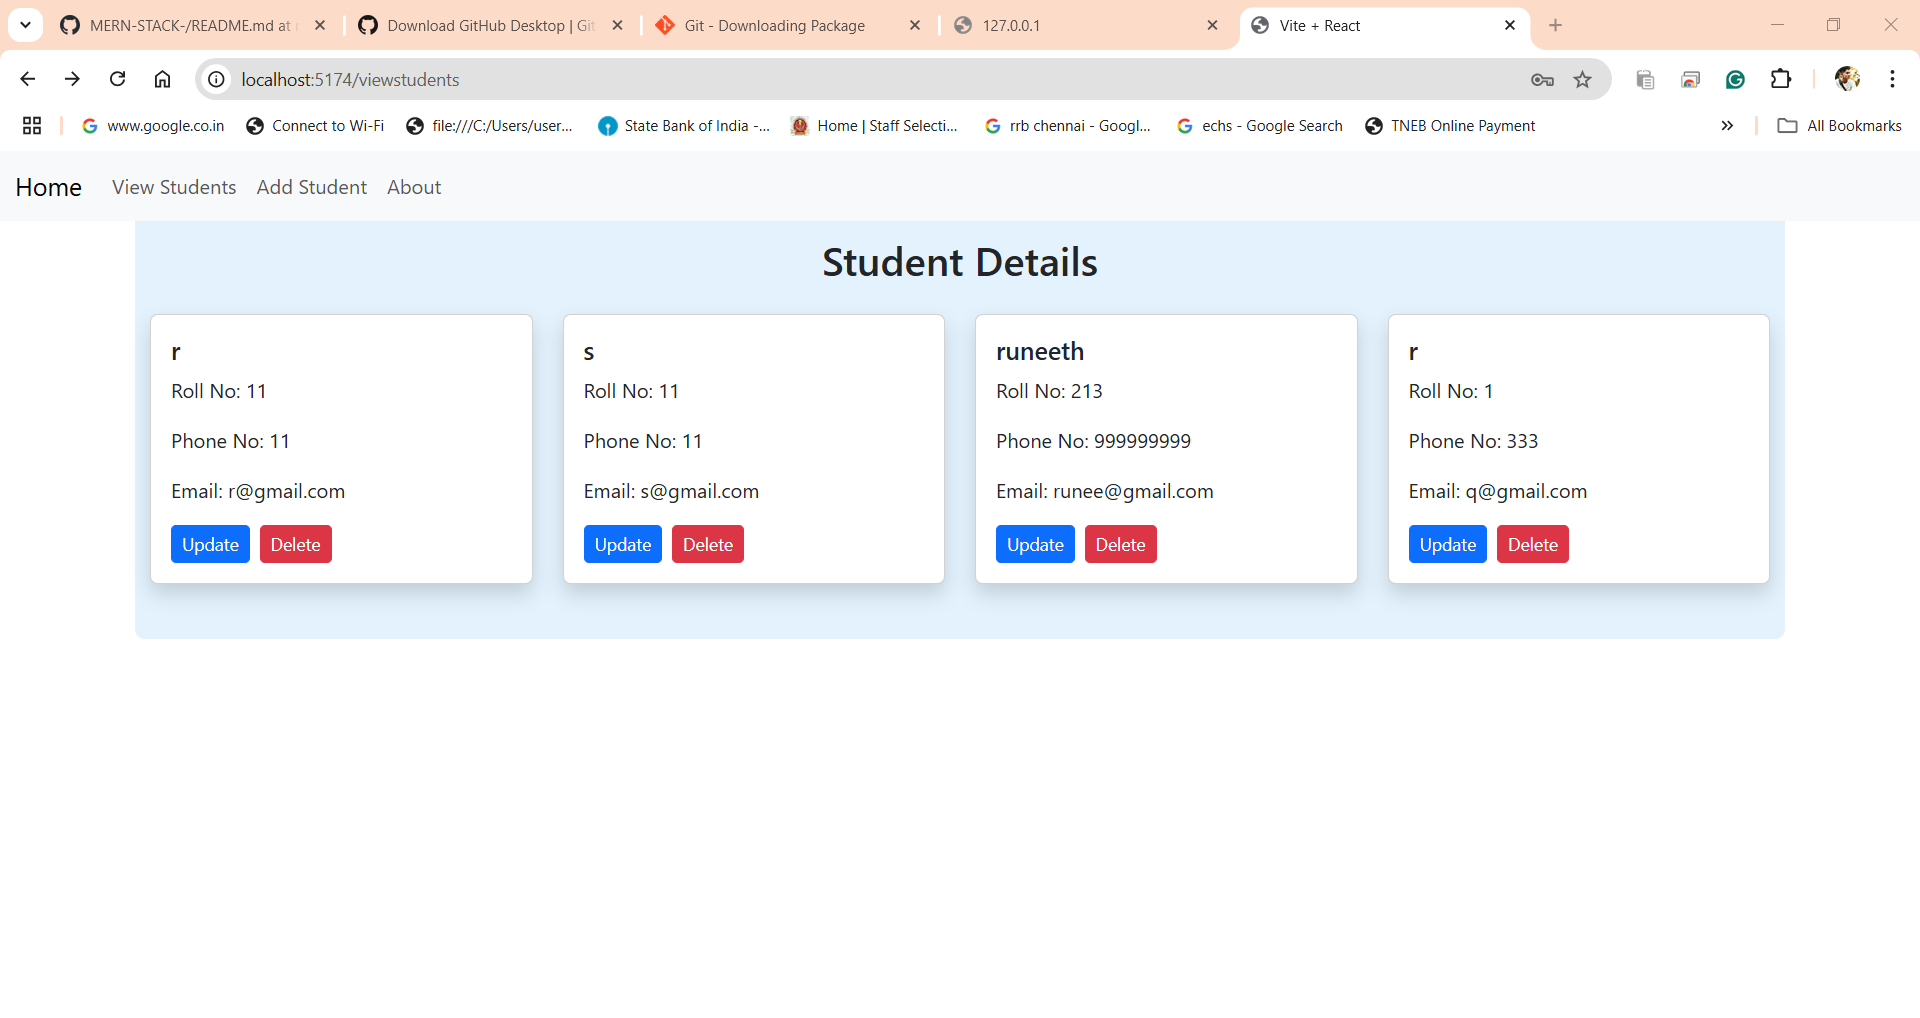 MERN-STACK-/README.md at
Download GitHub Desktop | Git
Git - Downloading Package
127.0.0.1
Vite + React
localhost:5174/viewstudents
www.google.co.in
Connect to Wi-Fi
file:///C:/Users/user...
State Bank of India -...
Home | Staff Selecti...
rrb chennai - Googl...
echs - Google Search
TNEB Online Payment
All Bookmarks
Home
View Students
Add Student
About
Student Details
r
Roll No: 11
Phone No: 11
Email: r@gmail.com
Update Delete
s
Roll No: 11
Phone No: 11
Email: s@gmail.com
Update Delete
runeeth
Roll No: 213
Phone No: 999999999
Email: runee@gmail.com
Update Delete
r
Roll No: 1
Phone No: 333
Email: q@gmail.com
Update Delete